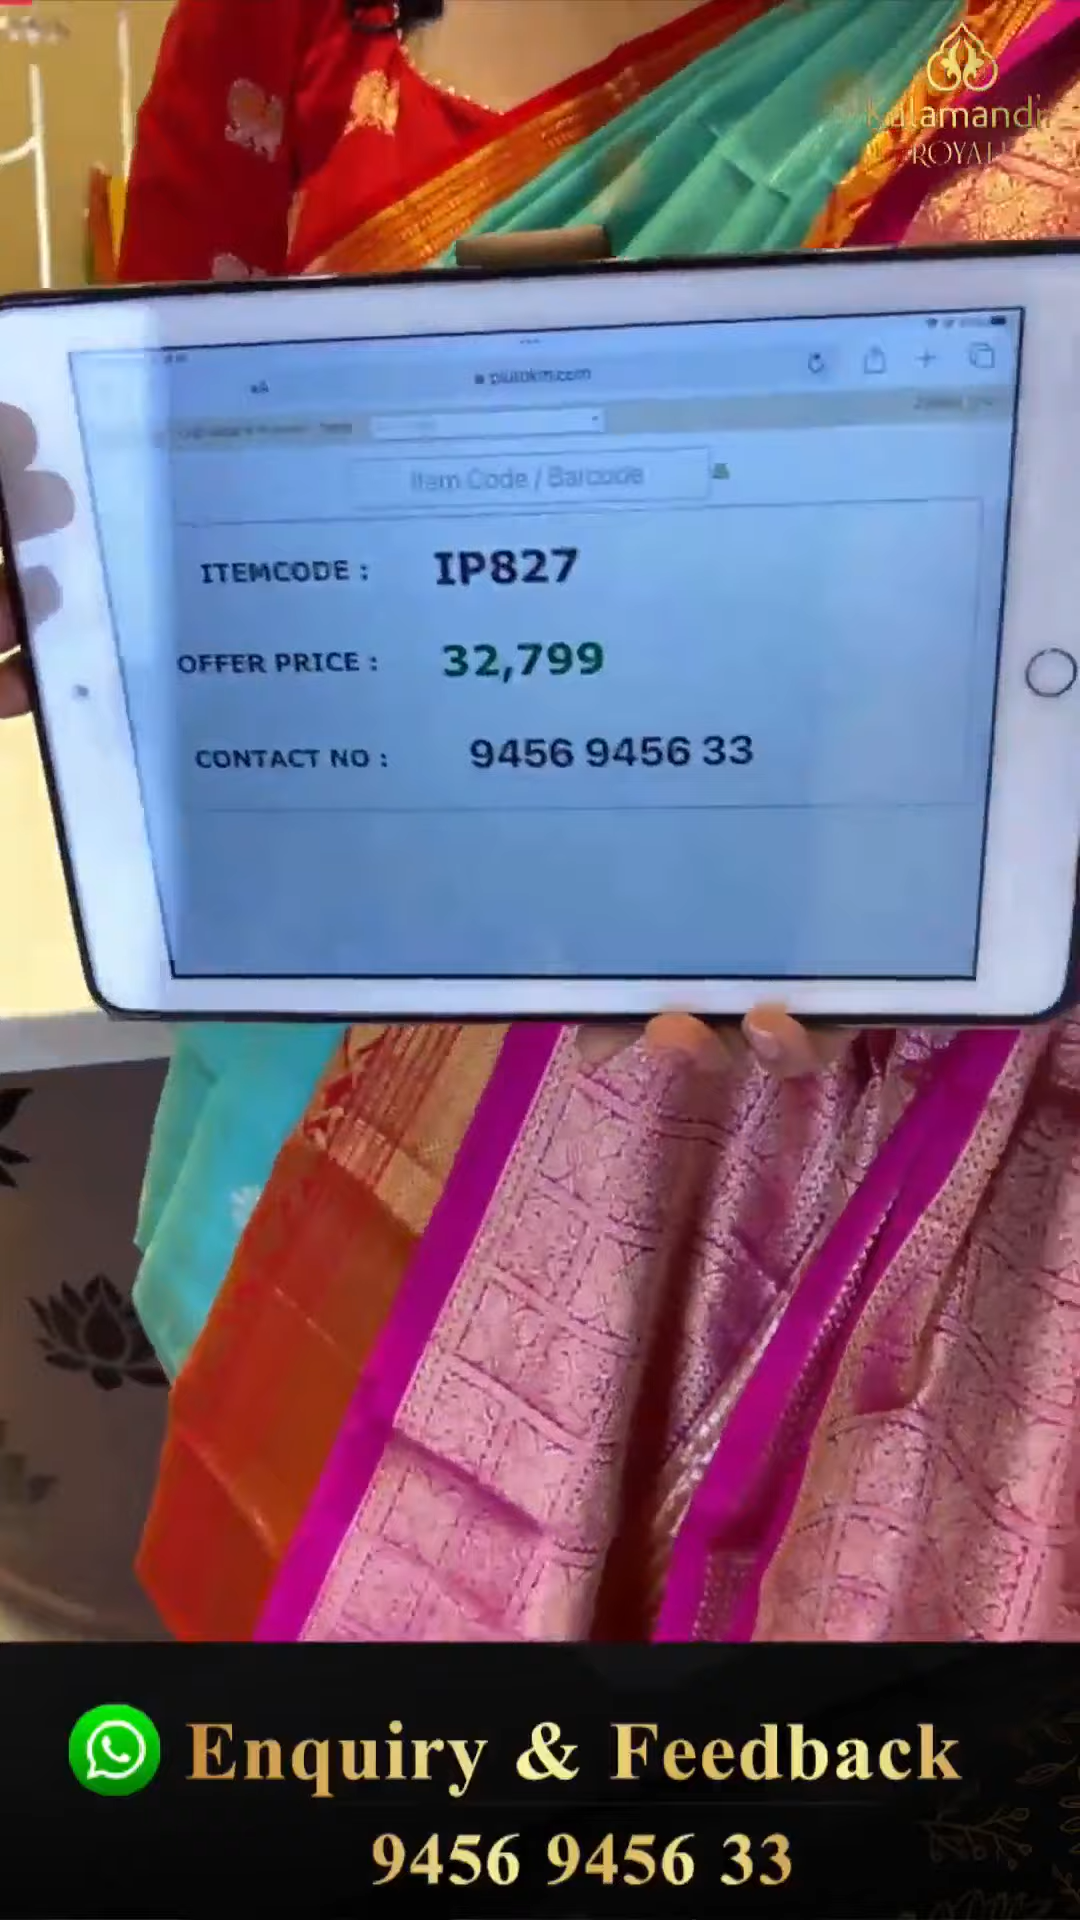 Kalamandir
ROYAL
Item Code / Barcode
ITEMCODE : IP827
OFFER PRICE : 32,799
CONTACT NO : 9456 9456 33
Enquiry & Feedback
9456 9456 33